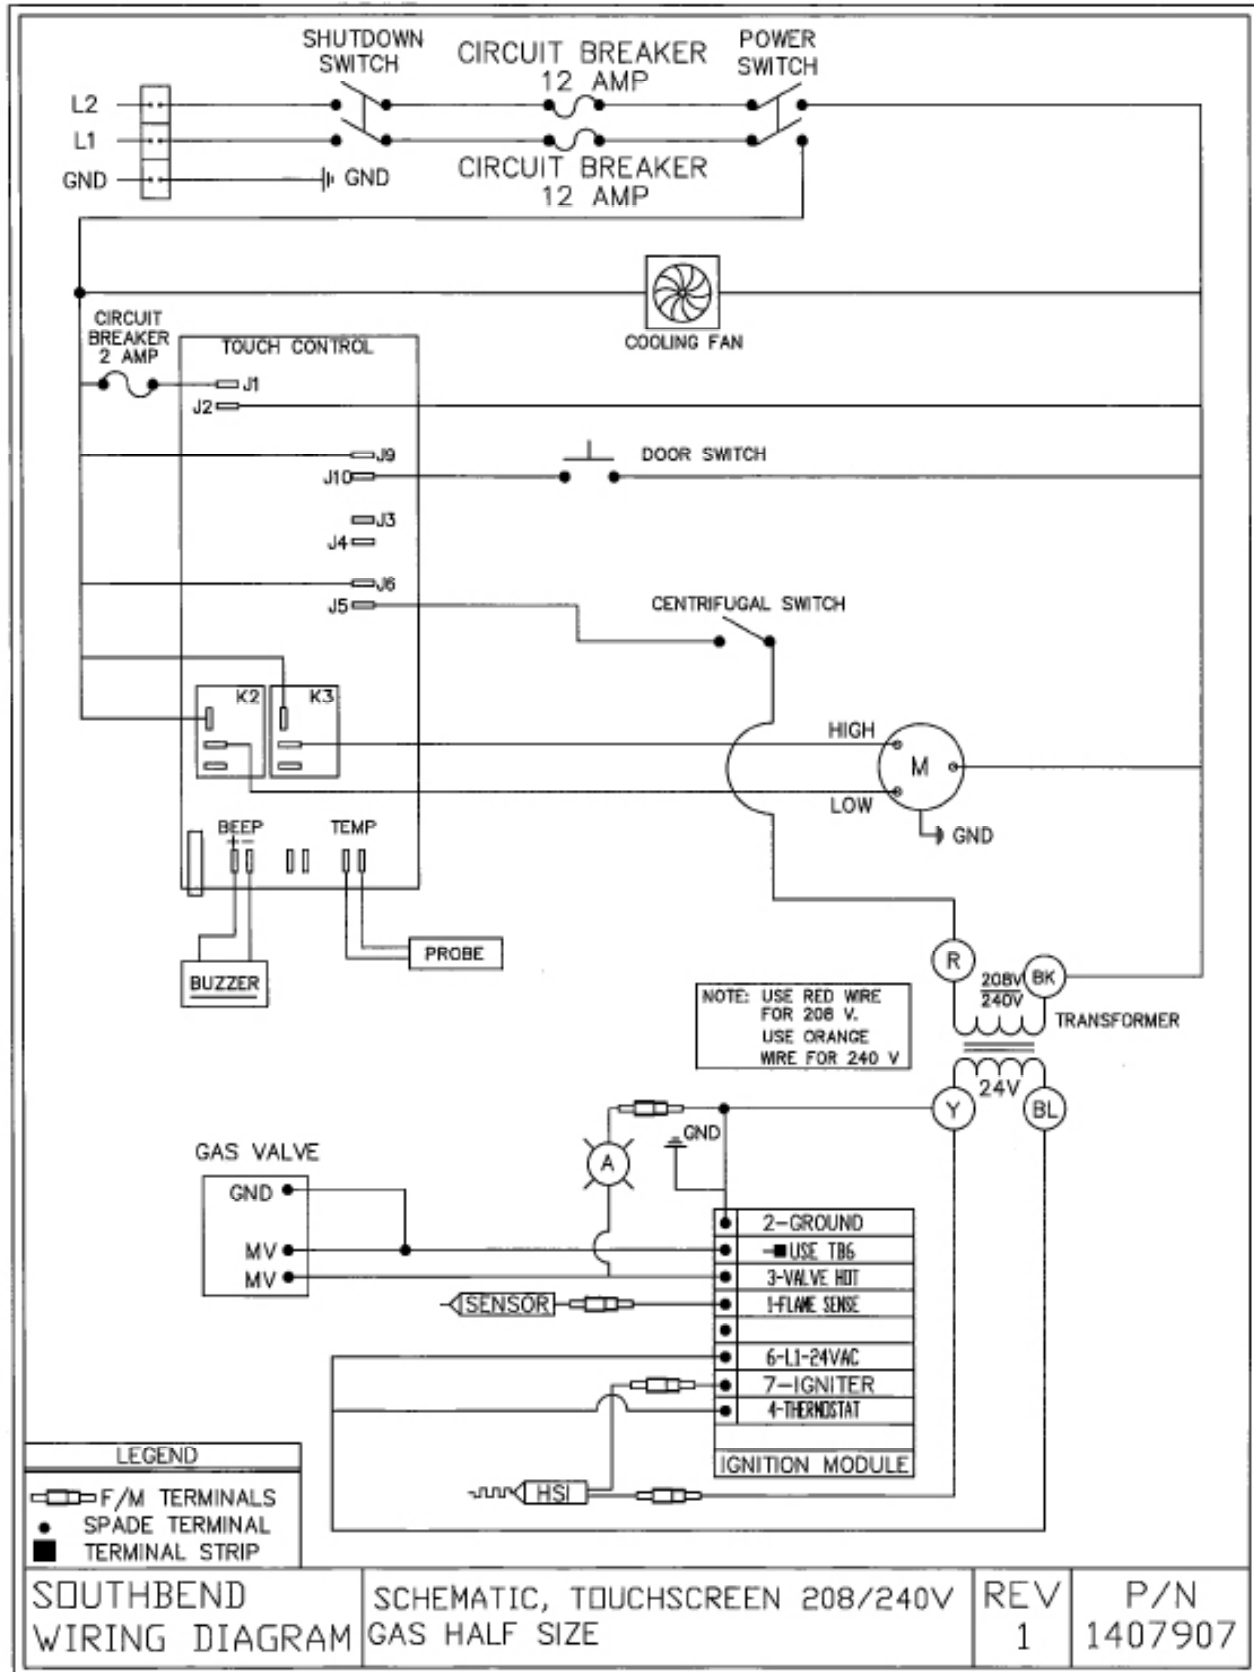 SHUTDOWN
SWITCH
CIRCUIT BREAKER
12 AMP
POWER
SWITCH
L2
L1
GND
GND
CIRCUIT BREAKER
12 AMP
COOLING FAN
CIRCUIT
BREAKER
2 AMP
TOUCH CONTROL
J1
J2
J9
J10
DOOR SWITCH
J3
J4
J6
J5
CENTRIFUGAL SWITCH
K2
K3
HIGH
M
LOW
GND
BEEP
+ -
TEMP
PROBE
BUZZER
R
208V
240V
BK
TRANSFORMER
NOTE: USE RED WIRE
FOR 208 V.
USE ORANGE
WIRE FOR 240 V
24V
Y
BL
GND
A
GAS VALVE
GND
MV
MV
2-GROUND
USE TB6
3-VALVE HOT
SENSOR
1-FLAME SENSE
6-L1-24VAC
7-IGNITER
4-THERMOSTAT
IGNITION MODULE
HSI
LEGEND
F/M TERMINALS
SPADE TERMINAL
TERMINAL STRIP
SOUTHBEND
WIRING DIAGRAM
SCHEMATIC, TOUCHSCREEN 208/240V
GAS HALF SIZE
REV
1
P/N
1407907